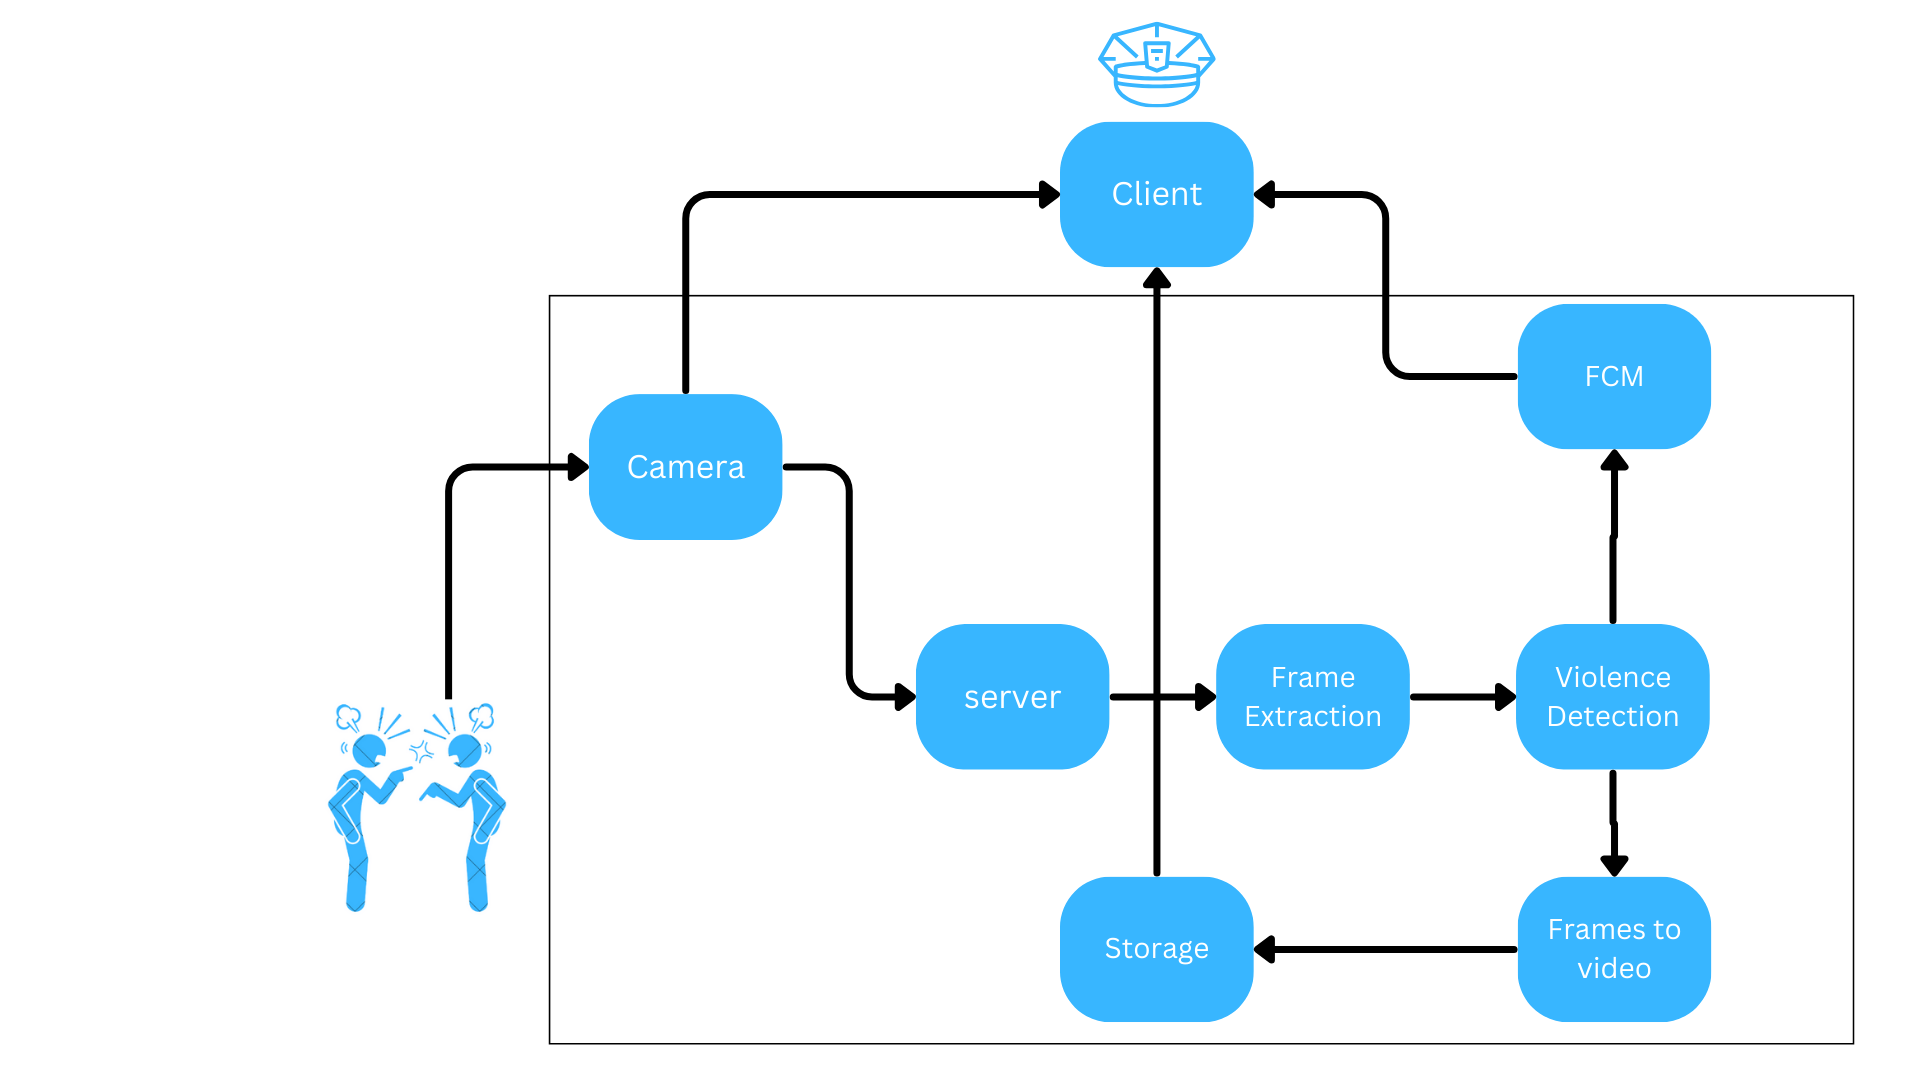 Client
FCM
Camera
server
Frame
Extraction
Violence
Detection
Storage
Frames to
video